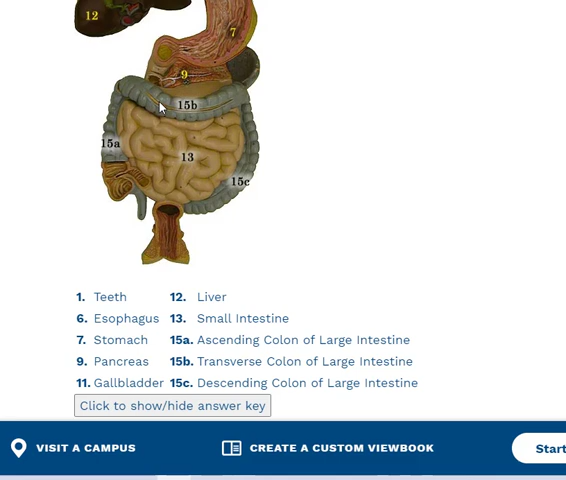 12
7
9
15b
15a
13
15c
1. Teeth 12. Liver
6. Esophagus 13. Small Intestine
7. Stomach 15a. Ascending Colon of Large Intestine
9. Pancreas 15b. Transverse Colon of Large Intestine
11. Gallbladder 15c. Descending Colon of Large Intestine
Click to show/hide answer key
VISIT A CAMPUS CREATE A CUSTOM VIEWBOOK Start